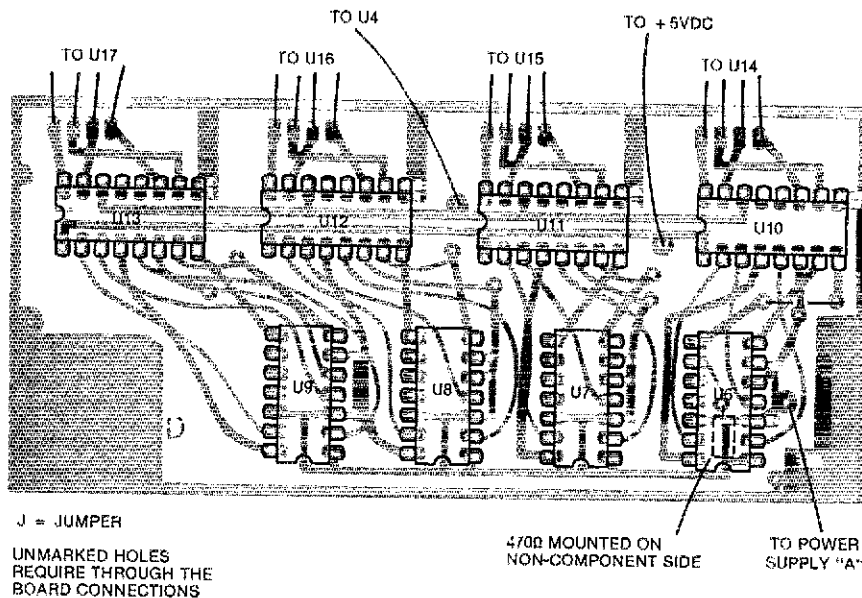 TO U4
TO +5VDC
TO U17
TO U16
TO U15
TO U14
U13
U12
U11
U10
U9
U8
U7
U6
J
J = JUMPER
UNMARKED HOLES
REQUIRE THROUGH THE
BOARD CONNECTIONS
470Ω MOUNTED ON
NON-COMPONENT SIDE
TO POWER
SUPPLY "A"